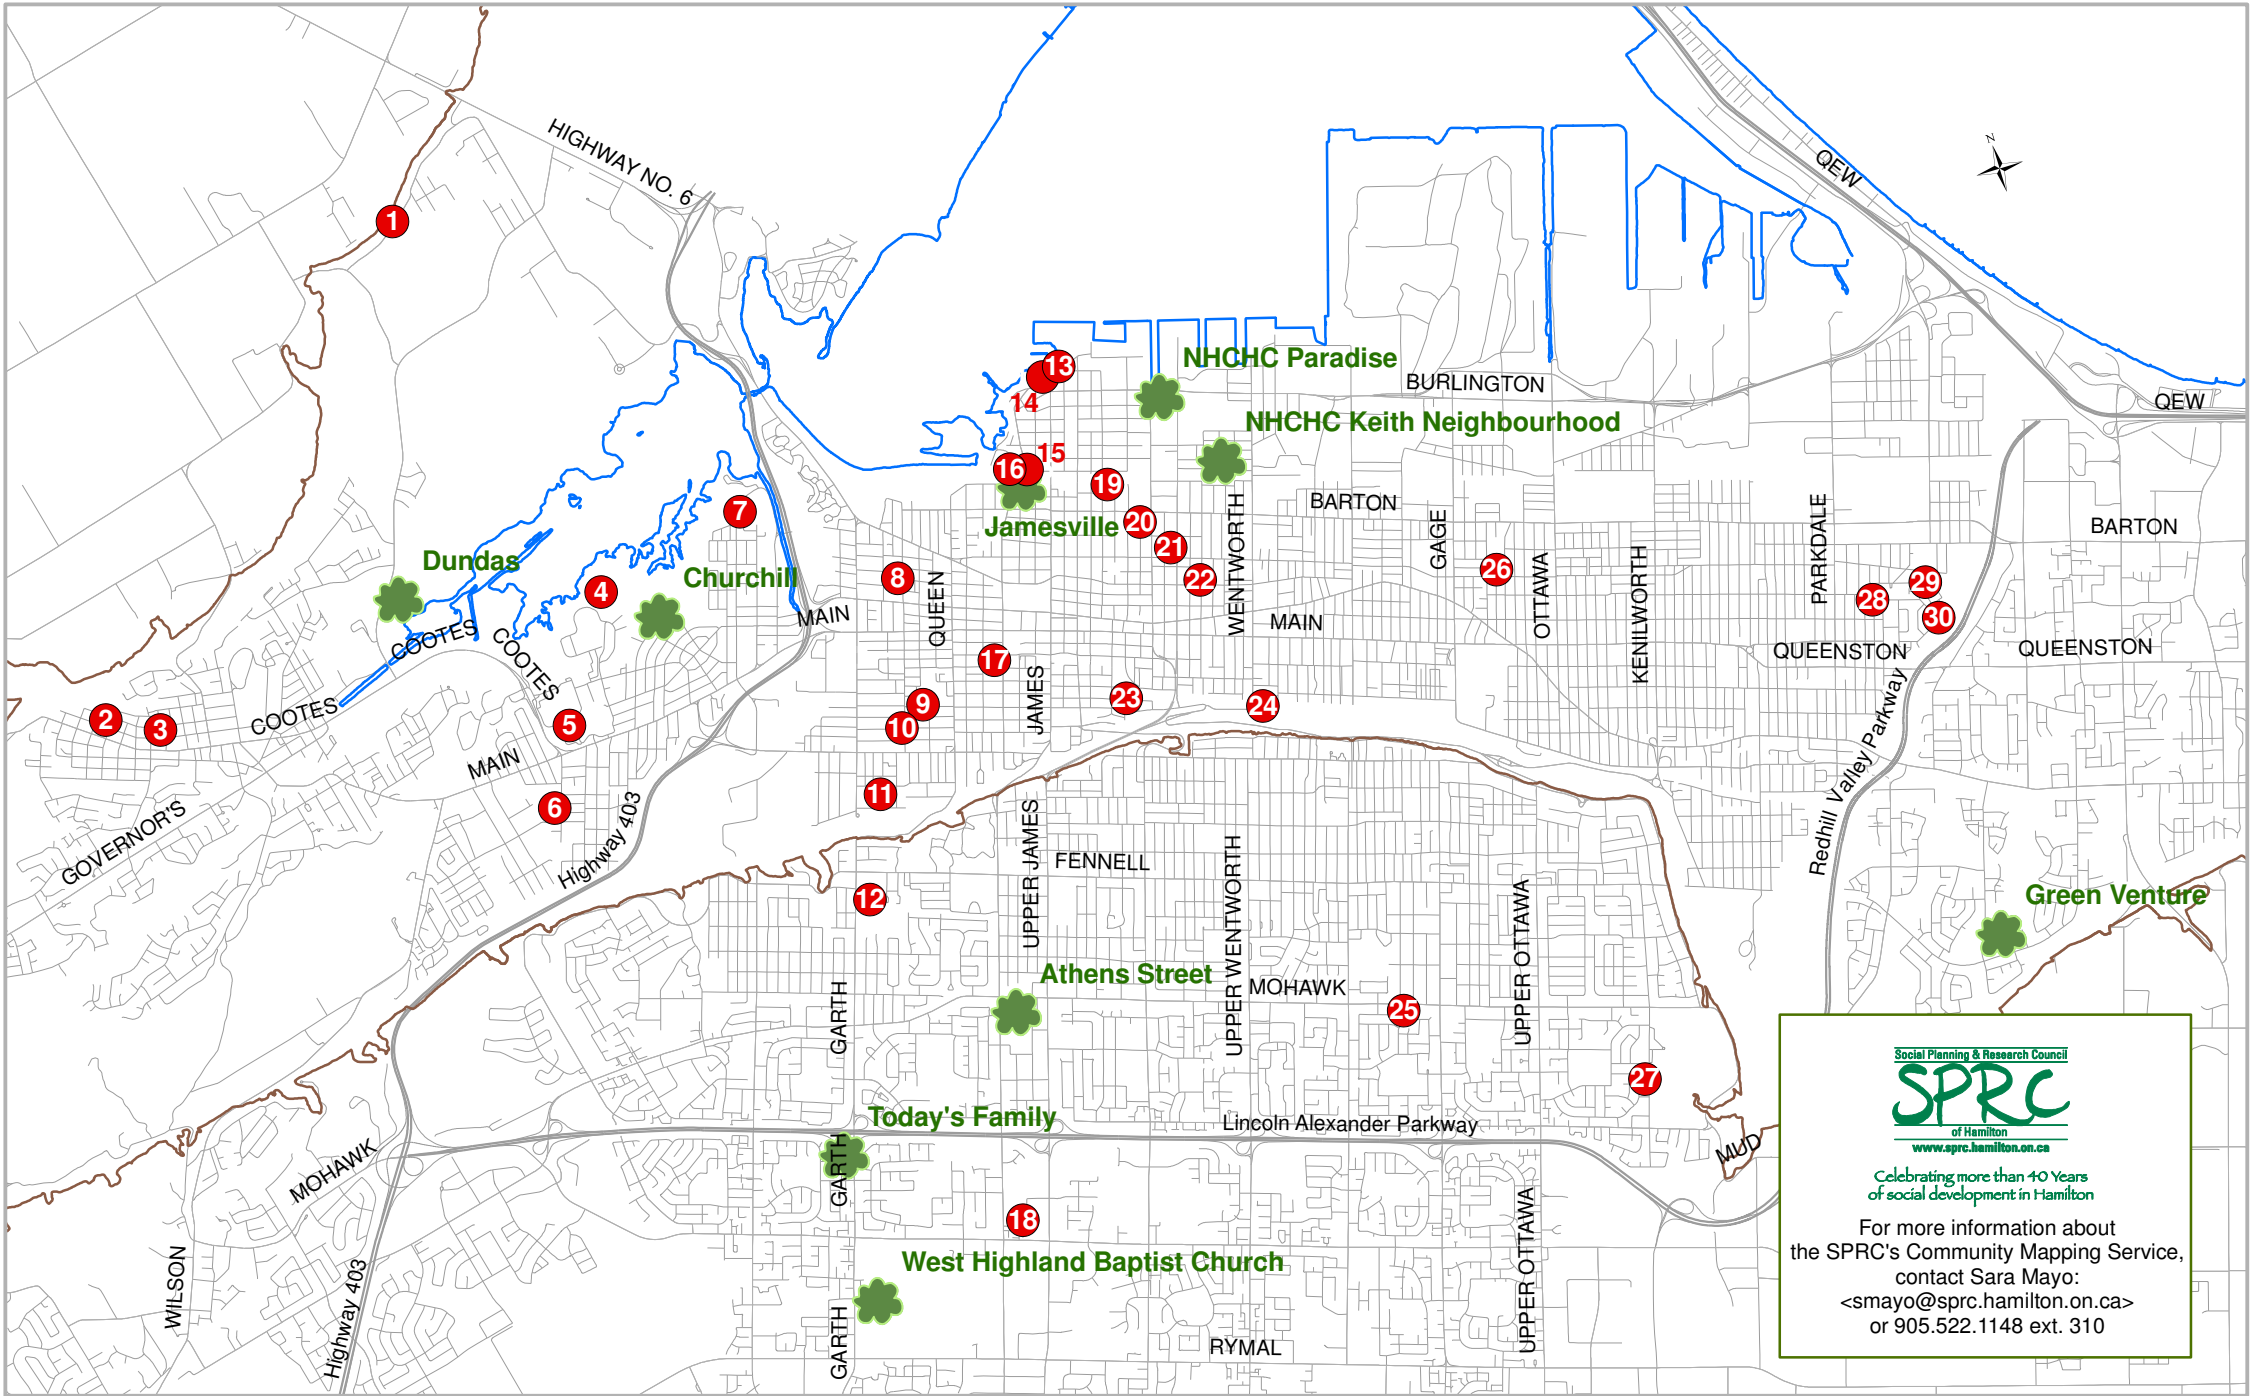 HIGHWAY NO. 6
N
QEW
1
13
14
NHCHC Paradise
BURLINGTON
QEW
NHCHC Keith Neighbourhood
15
16
19
7
BARTON
WENTWORTH
GAGE
PARKDALE
BARTON
20
Jamesville
21
Dundas
Churchill
8
22
26
OTTAWA
KENILWORTH
29
28
30
4
QUEEN
MAIN
MAIN
COOTES
COOTES
QUEENSTON
QUEENSTON
17
JAMES
23
24
9
10
2
3
COOTES
5
MAIN
Redhill Valley Parkway
11
6
GOVERNOR'S
Highway 403
UPPER JAMES
FENNELL
UPPER WENTWORTH
UPPER OTTAWA
12
Green Venture
Athens Street
MOHAWK
GARTH
25
27
Today's Family
Lincoln Alexander Parkway
MUD
MOHAWK
GARTH
18
UPPER OTTAWA
West Highland Baptist Church
WILSON
Highway 403
GARTH
RYMAL
Social Planning & Research Council
SPRC
of Hamilton
www.sprc.hamilton.on.ca
Celebrating more than 40 Years
of social development in Hamilton
For more information about
the SPRC's Community Mapping Service,
contact Sara Mayo:
<smayo@sprc.hamilton.on.ca>
or 905.522.1148 ext. 310